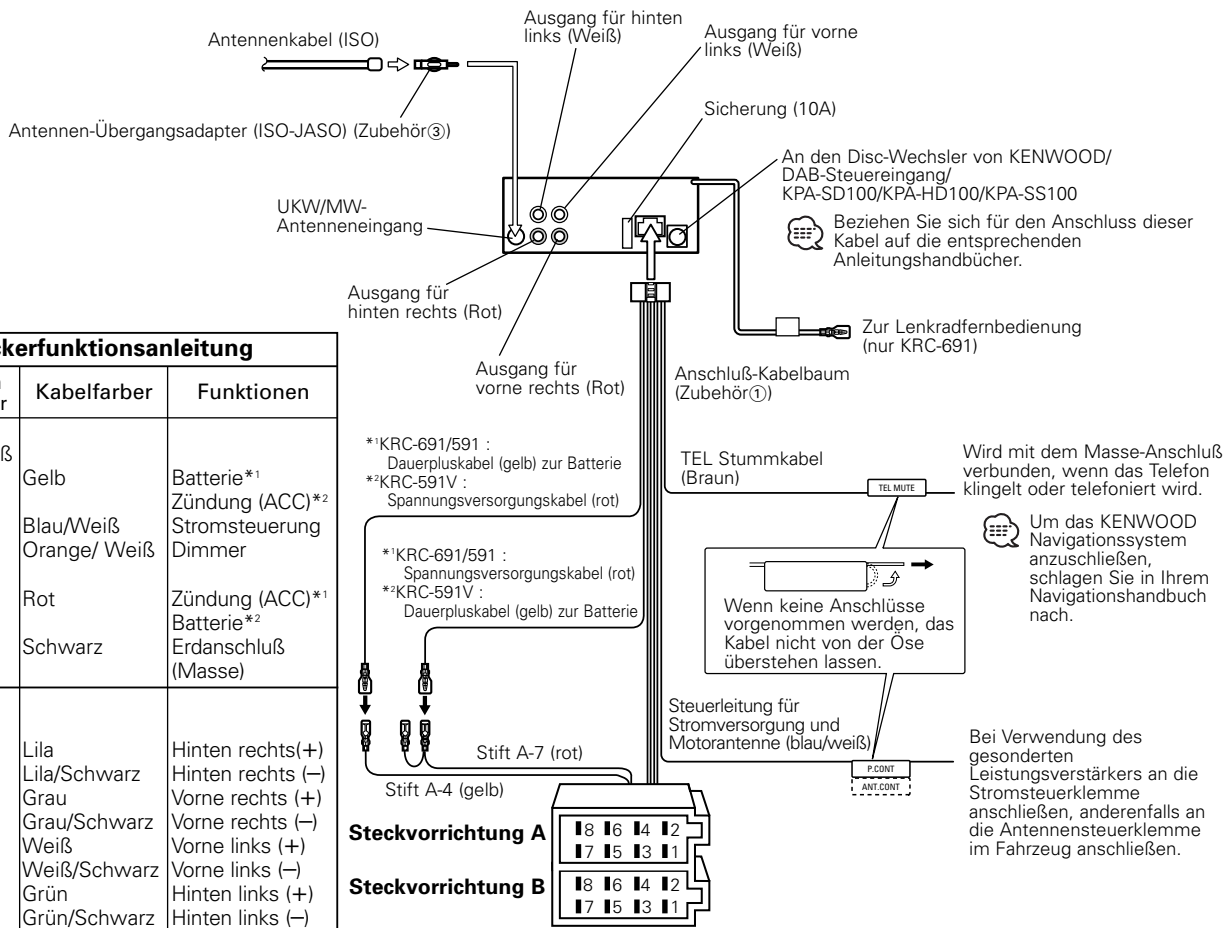 Ausgang für hinten
links (Weiß)
Ausgang für vorne
links (Weiß)
Antennenkabel (ISO)
Sicherung (10A)
Antennen-Übergangsadapter (ISO-JASO) (Zubehör③)
An den Disc-Wechsler von KENWOOD/
DAB-Steuereingang/
KPA-SD100/KPA-HD100/KPA-SS100
UKW/MW-
Antenneneingang
Beziehen Sie sich für den Anschluss dieser
Kabel auf die entsprechenden
Anleitungshandbücher.
Ausgang für
hinten rechts (Rot)
Zur Lenkradfernbedienung
(nur KRC-691)
Ausgang für
vorne rechts (Rot)
Anschluß-Kabelbaum
(Zubehör①)
ckerfunktionsanleitung
r Kabelfarber Funktionen
ß
Gelb Batterie*1
Zündung (ACC)*2
Blau/Weiß Stromsteuerung
Orange/ Weiß Dimmer
Rot Zündung (ACC)*1
Batterie*2
Schwarz Erdanschluß
(Masse)
Lila Hinten rechts(+)
Lila/Schwarz Hinten rechts (−)
Grau Vorne rechts (+)
Grau/Schwarz Vorne rechts (−)
Weiß Vorne links (+)
Weiß/Schwarz Vorne links (−)
Grün Hinten links (+)
Grün/Schwarz Hinten links (−)
*1KRC-691/591 :
Dauerpluskabel (gelb) zur Batterie
*2KRC-591V :
Spannungsversorgungskabel (rot)
*1KRC-691/591 :
Spannungsversorgungskabel (rot)
*2KRC-591V :
Dauerpluskabel (gelb) zur Batterie
TEL Stummkabel
(Braun)
TEL MUTE
Wird mit dem Masse-Anschluß
verbunden, wenn das Telefon
klingelt oder telefoniert wird.
Um das KENWOOD
Navigationssystem
anzuschließen,
schlagen Sie in Ihrem
Navigationshandbuch
nach.
Wenn keine Anschlüsse
vorgenommen werden, das
Kabel nicht von der Öse
überstehen lassen.
Steuerleitung für
Stromversorgung und
Motorantenne (blau/weiß)
P.CONT
ANT.CONT
Bei Verwendung des
gesonderten
Leistungsverstärkers an die
Stromsteuerklemme
anschließen, anderenfalls an
die Antennensteuerklemme
im Fahrzeug anschließen.
Stift A-7 (rot)
Stift A-4 (gelb)
Steckvorrichtung A
8 6 4 2
7 5 3 1
Steckvorrichtung B
8 6 4 2
7 5 3 1